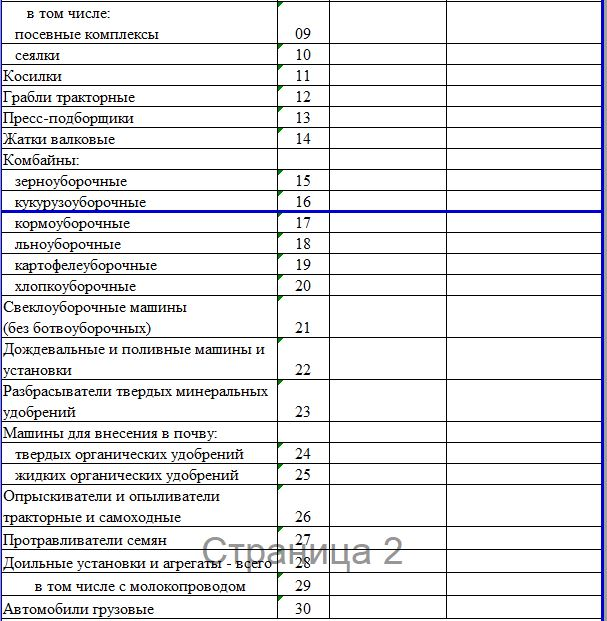 в том числе:
посевные комплексы 09
сеялки 10
Косилки 11
Грабли тракторные 12
Пресс-подборщики 13
Жатки валковые 14
Комбайны:
зерноуборочные 15
кукурузоуборочные 16
кормоуборочные 17
льноуборочные 18
картофелеуборочные 19
хлопкоуборочные 20
Свеклоуборочные машины
(без ботвоуборочных) 21
Дождевальные и поливные машины и
установки 22
Разбрасыватели твердых минеральных
удобрений 23
Машины для внесения в почву:
твердых органических удобрений 24
жидких органических удобрений 25
Опрыскиватели и опыливатели
тракторные и самоходные 26
Протравливатели семян 27
Страница 2
Доильные установки и агрегаты - всего 28
в том числе с молокопроводом 29
Автомобили грузовые 30